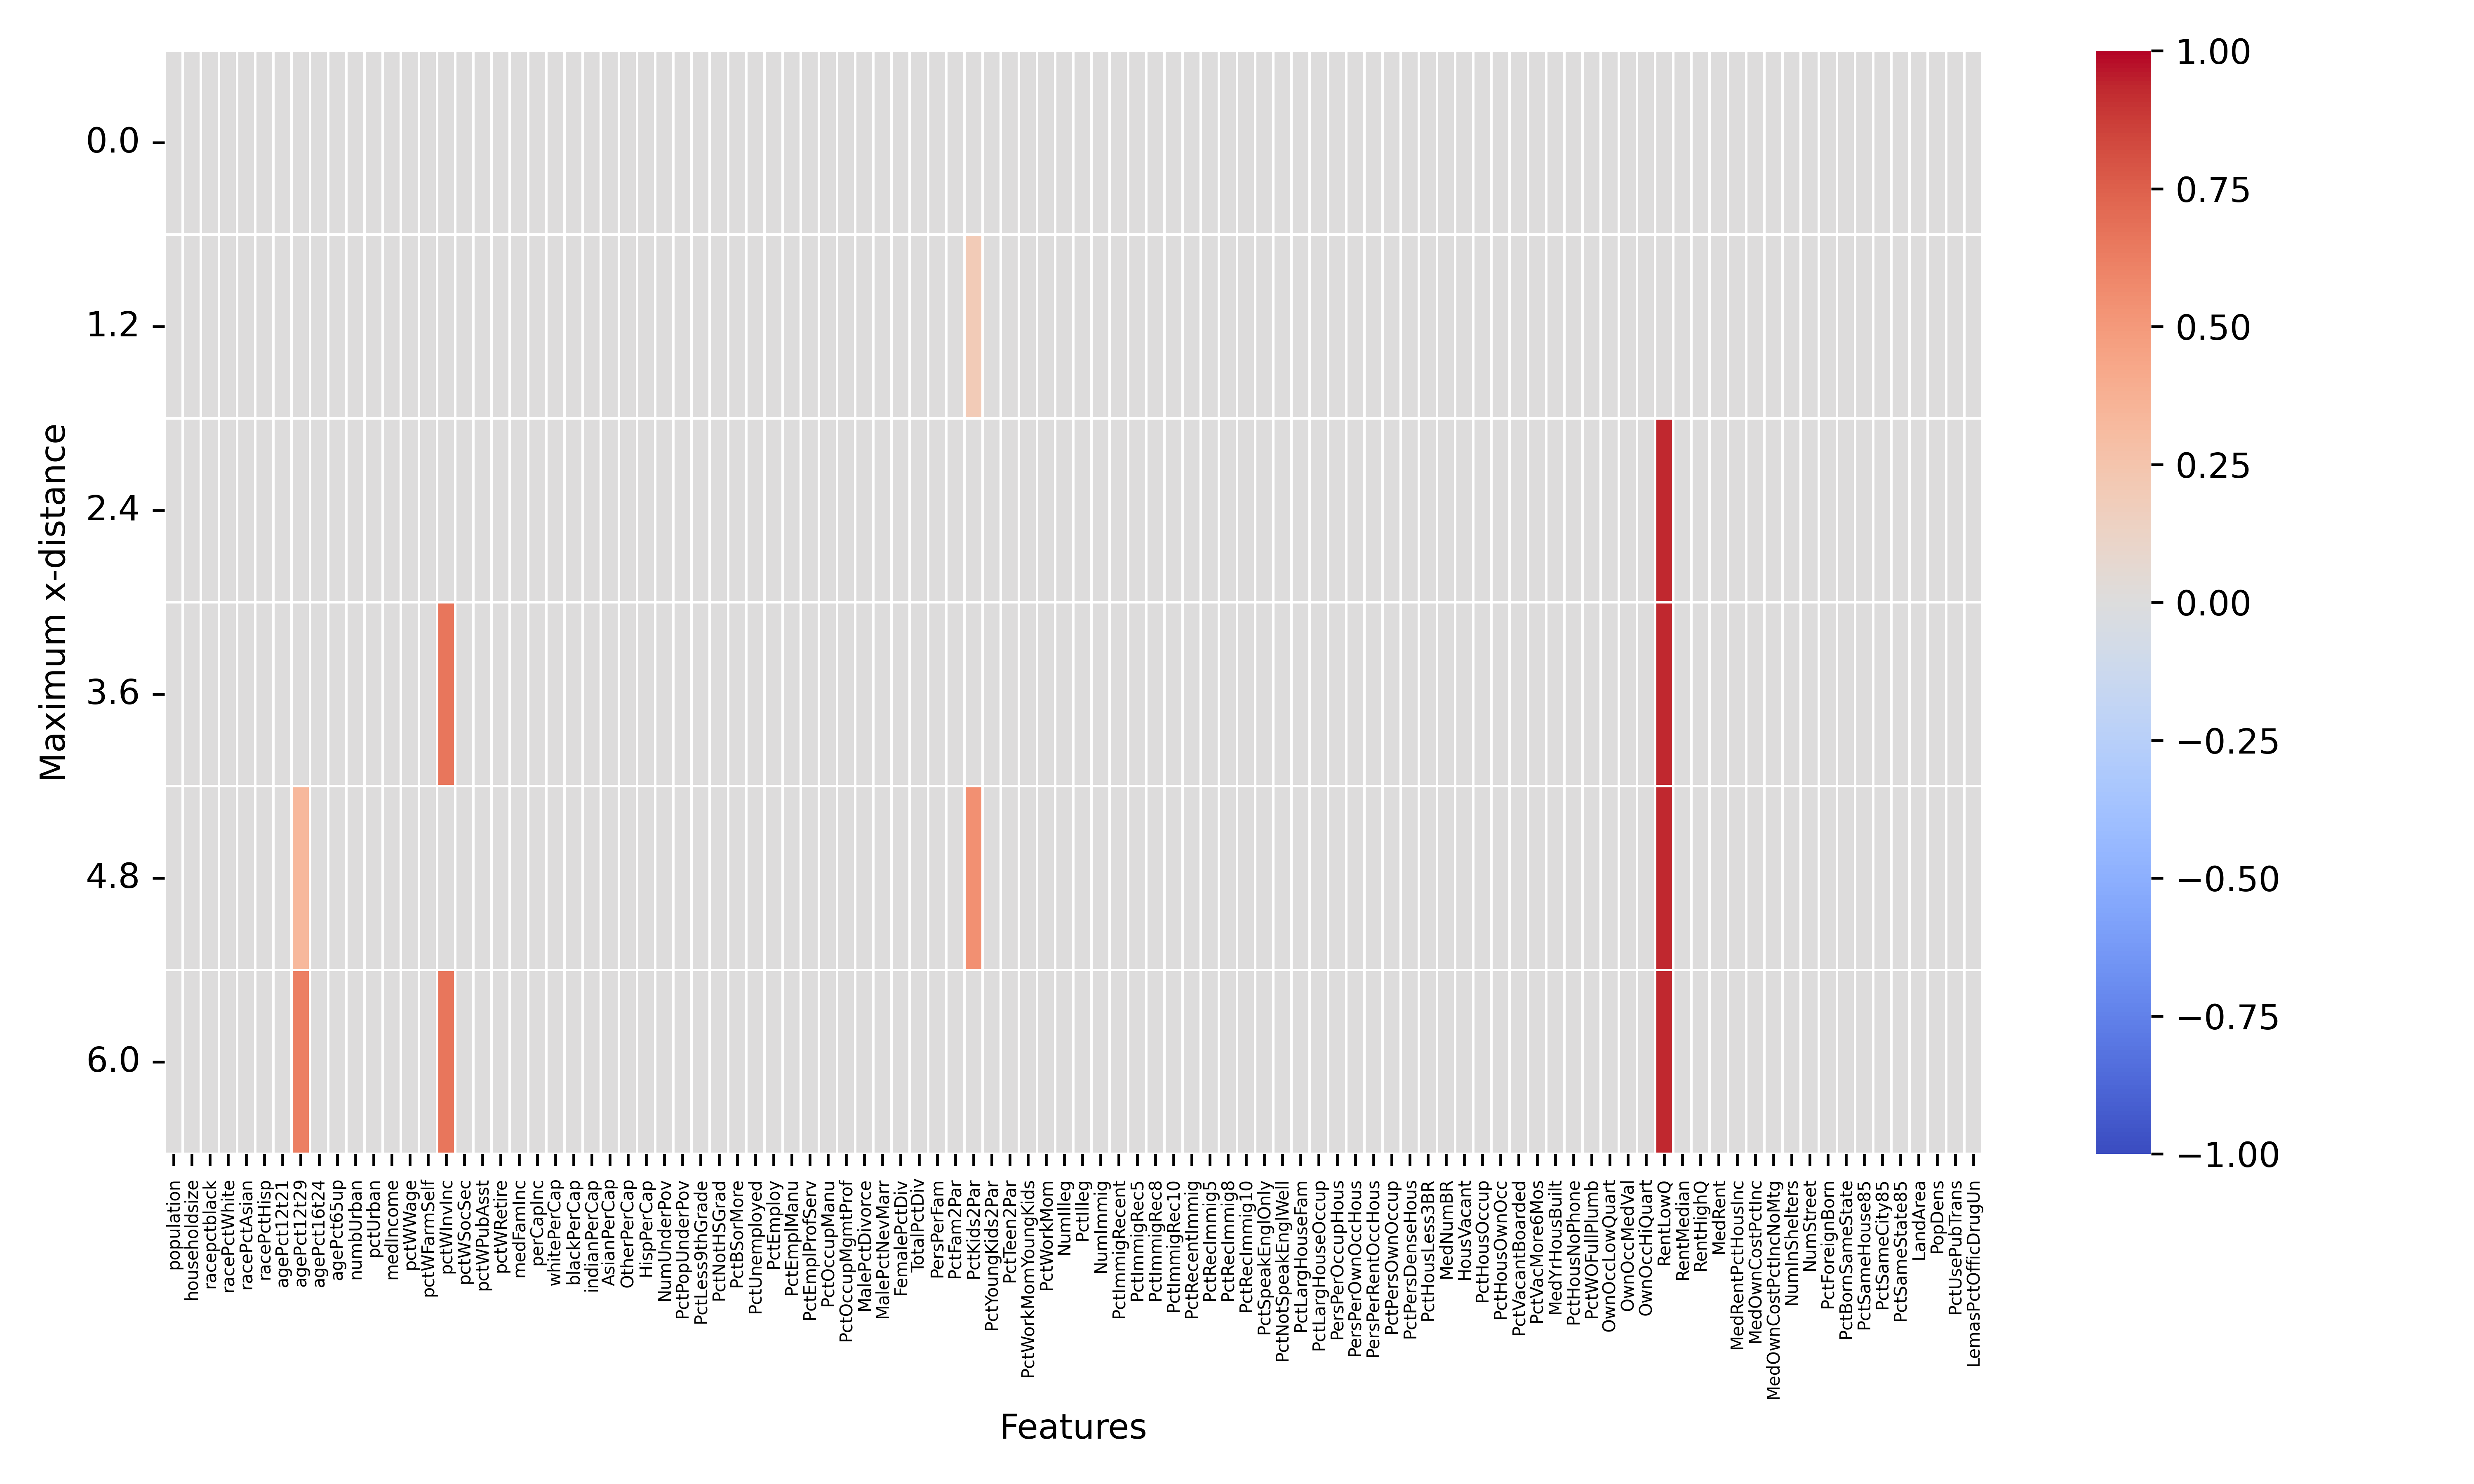 Maximum x-distance
0.0
1.2
2.4
3.6
4.8
6.0
population
householdsize
racepctblack
racePctWhite
racePctAsian
racePctHisp
agePct12t21
agePct12t29
agePct16t24
agePct65up
numbUrban
pctUrban
medIncome
pctWWage
pctWFarmSelf
pctWInvInc
pctWSocSec
pctWPubAsst
pctWRetire
medFamInc
perCapInc
whitePerCap
blackPerCap
indianPerCap
AsianPerCap
OtherPerCap
HispPerCap
NumUnderPov
PctPopUnderPov
PctLess9thGrade
PctNotHSGrad
PctBSorMore
PctUnemployed
PctEmploy
PctEmplManu
PctEmplProfServ
PctOccupManu
PctOccupMgmtProf
MalePctDivorce
MalePctNevMarr
FemalePctDiv
TotalPctDiv
PersPerFam
PctFam2Par
PctKids2Par
PctYoungKids2Par
PctTeen2Par
PctWorkMomYoungKids
PctWorkMom
NumIlleg
PctIlleg
NumImmig
PctImmigRecent
PctImmigRec5
PctImmigRec8
PctImmigRec10
PctRecentImmig
PctRecImmig5
PctRecImmig8
PctRecImmig10
PctSpeakEnglOnly
PctNotSpeakEnglWell
PctLargHouseFam
PctLargHouseOccup
PersPerOccupHous
PersPerOwnOccHous
PersPerRentOccHous
PctPersOwnOccup
PctPersDenseHous
PctHousLess3BR
MedNumBR
HousVacant
PctHousOccup
PctHousOwnOcc
PctVacantBoarded
PctVacMore6Mos
MedYrHousBuilt
PctHousNoPhone
PctWOFullPlumb
OwnOccLowQuart
OwnOccMedVal
OwnOccHiQuart
RentLowQ
RentMedian
RentHighQ
MedRent
MedRentPctHousInc
MedOwnCostPctInc
MedOwnCostPctIncNoMtg
NumInShelters
NumStreet
PctForeignBorn
PctBornSameState
PctSameHouse85
PctSameCity85
PctSameState85
LandArea
PopDens
PctUsePubTrans
LemasPctOfficDrugUn
Features
1.00
0.75
0.50
0.25
0.00
−0.25
−0.50
−0.75
−1.00